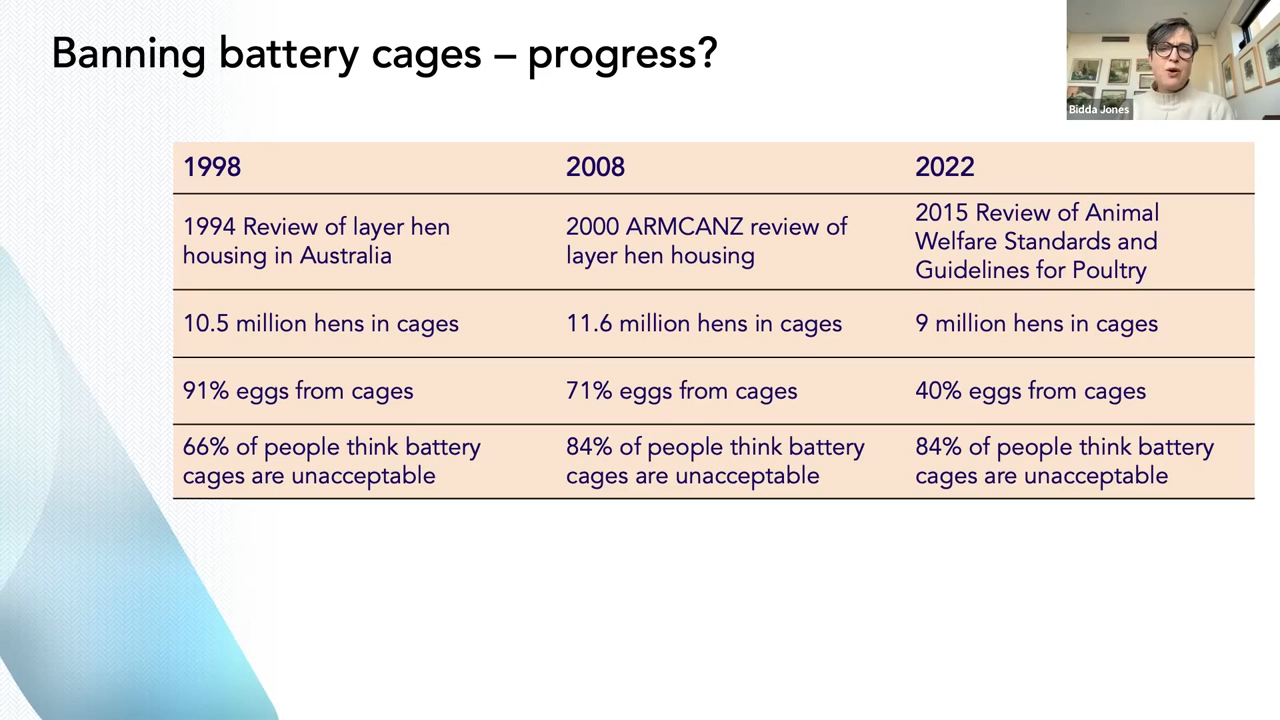 Banning battery cages – progress?
Bidda Jones
1998
2008
2022
1994 Review of layer hen
housing in Australia
2000 ARMCANZ review of
layer hen housing
2015 Review of Animal
Welfare Standards and
Guidelines for Poultry
10.5 million hens in cages
11.6 million hens in cages
9 million hens in cages
91% eggs from cages
71% eggs from cages
40% eggs from cages
66% of people think battery
cages are unacceptable
84% of people think battery
cages are unacceptable
84% of people think battery
cages are unacceptable